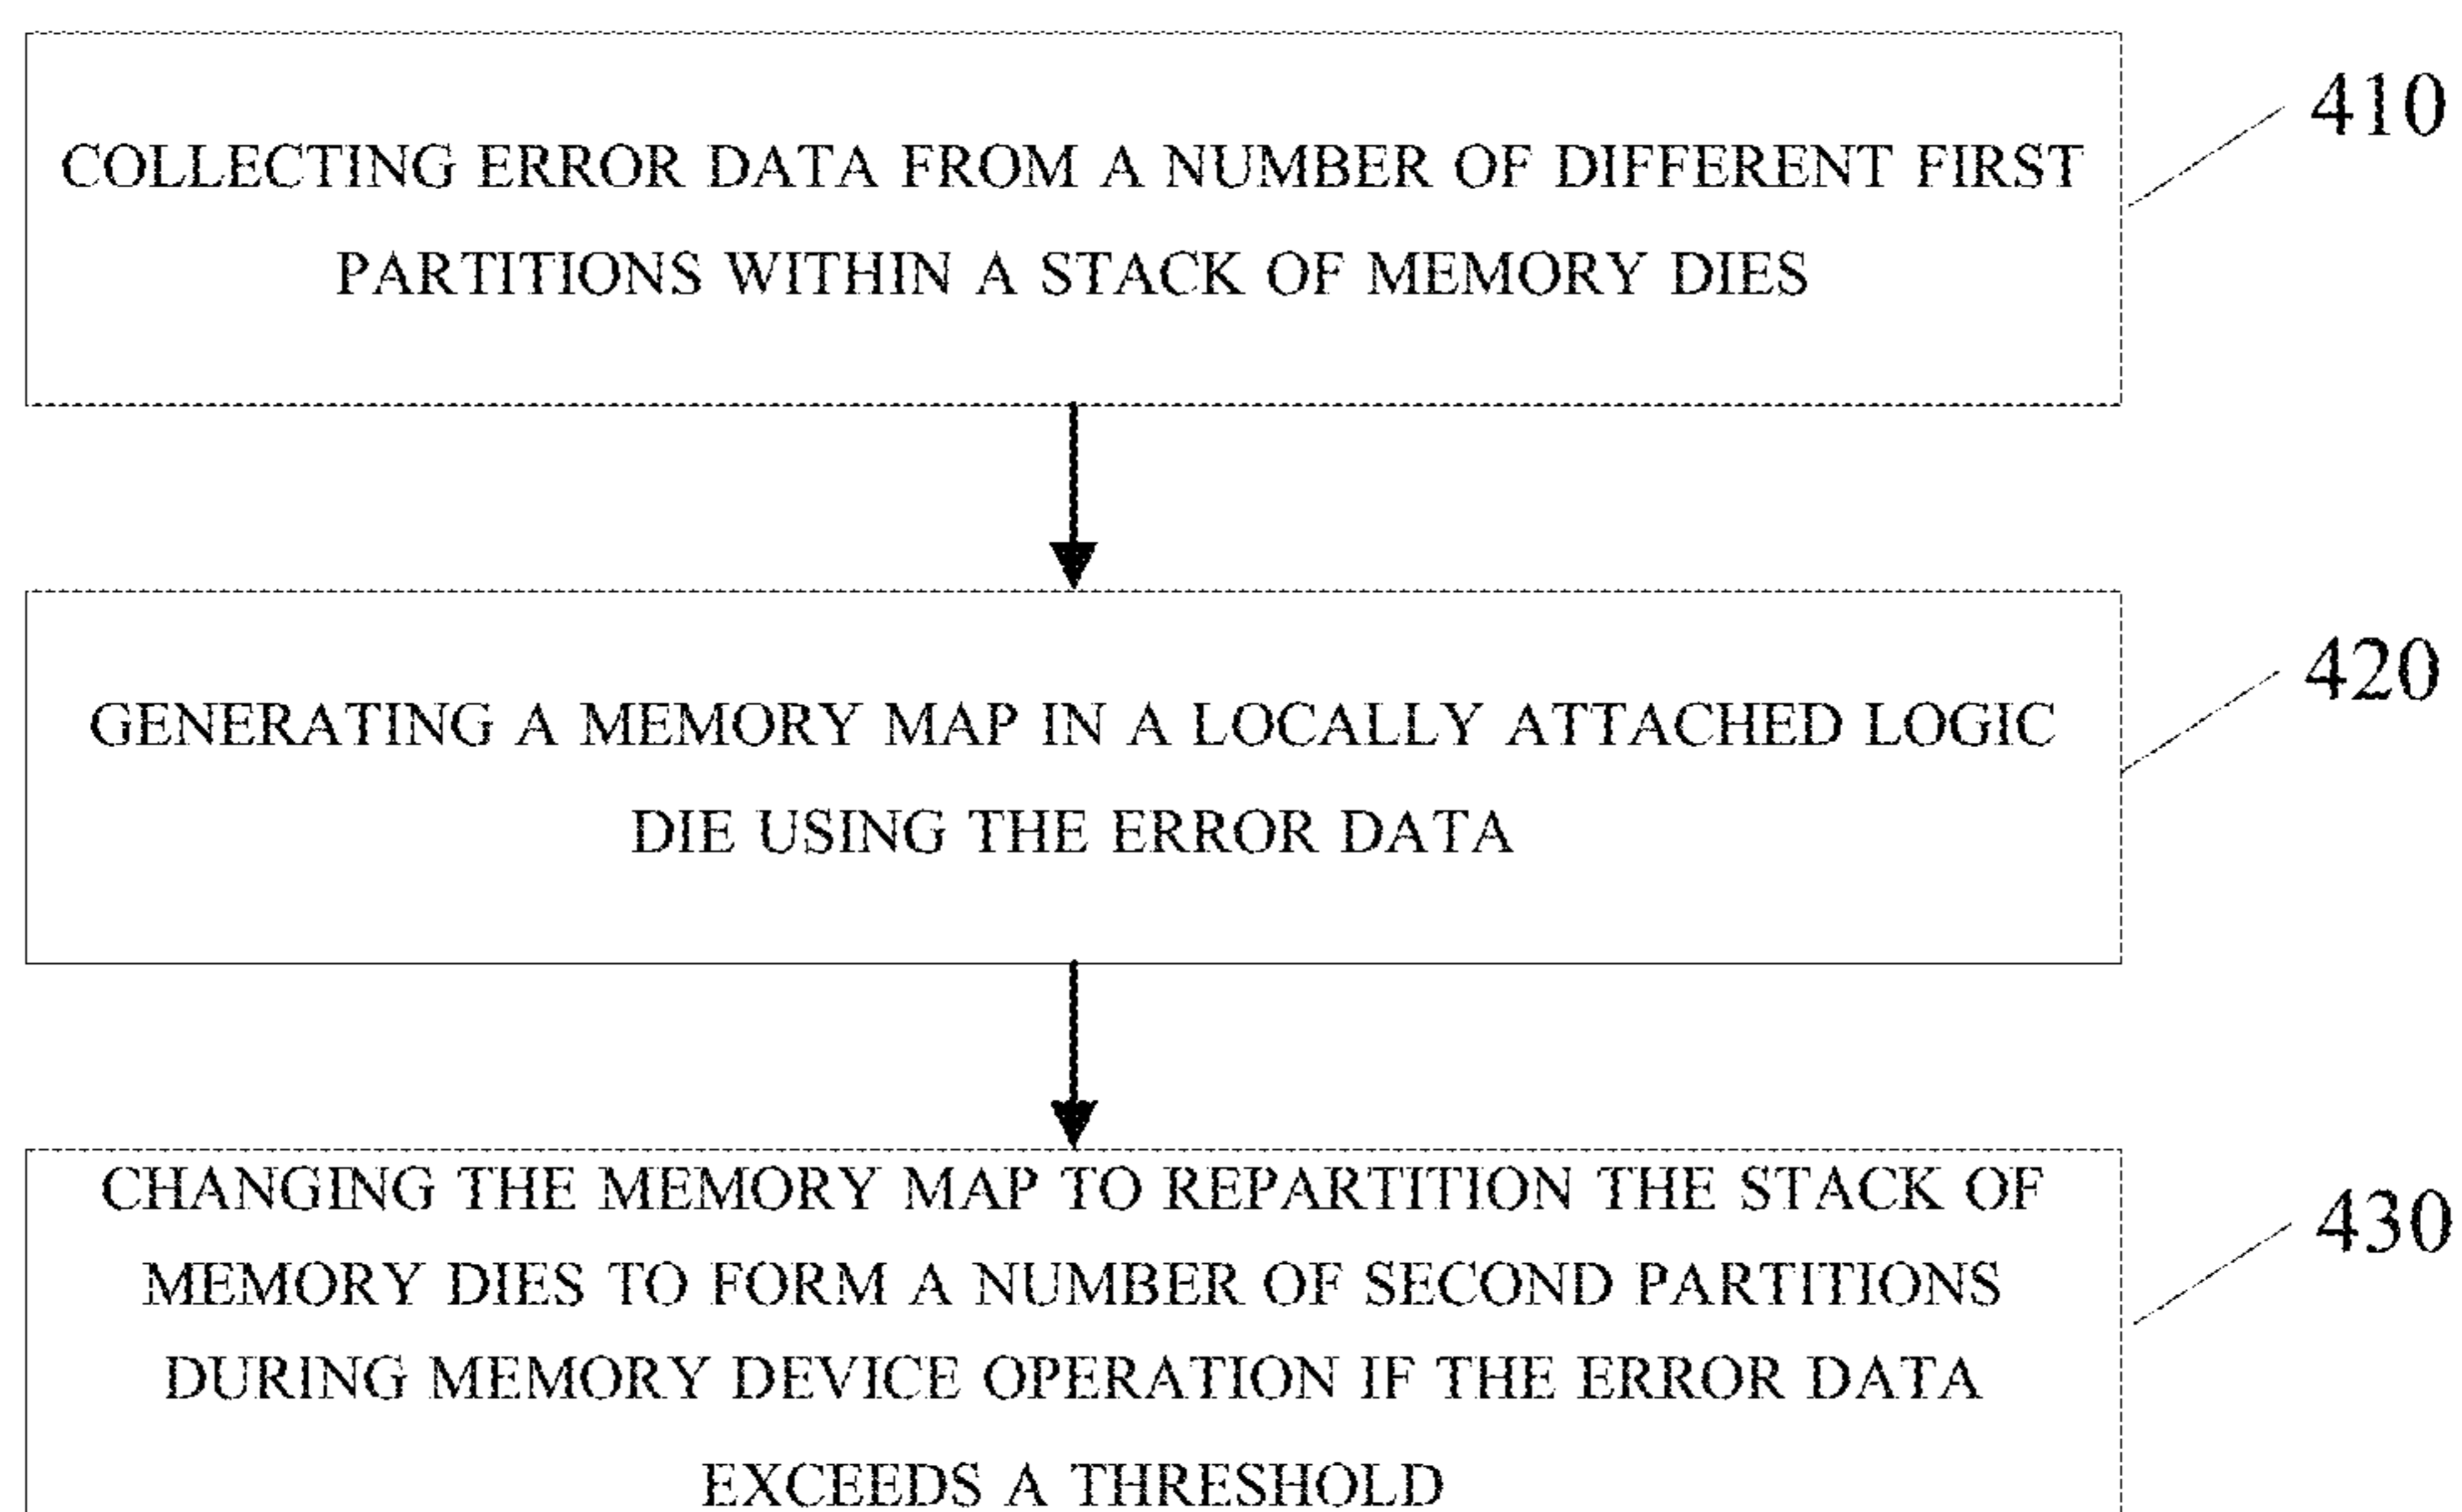 COLLECTING ERROR DATA FROM A NUMBER OF DIFFERENT FIRST
PARTITIONS WITHIN A STACK OF MEMORY DIES
410
GENERATING A MEMORY MAP IN A LOCALLY ATTACHED LOGIC
DIE USING THE ERROR DATA
420
CHANGING THE MEMORY MAP TO REPARTITION THE STACK OF
MEMORY DIES TO FORM A NUMBER OF SECOND PARTITIONS
DURING MEMORY DEVICE OPERATION IF THE ERROR DATA
EXCEEDS A THRESHOLD
430